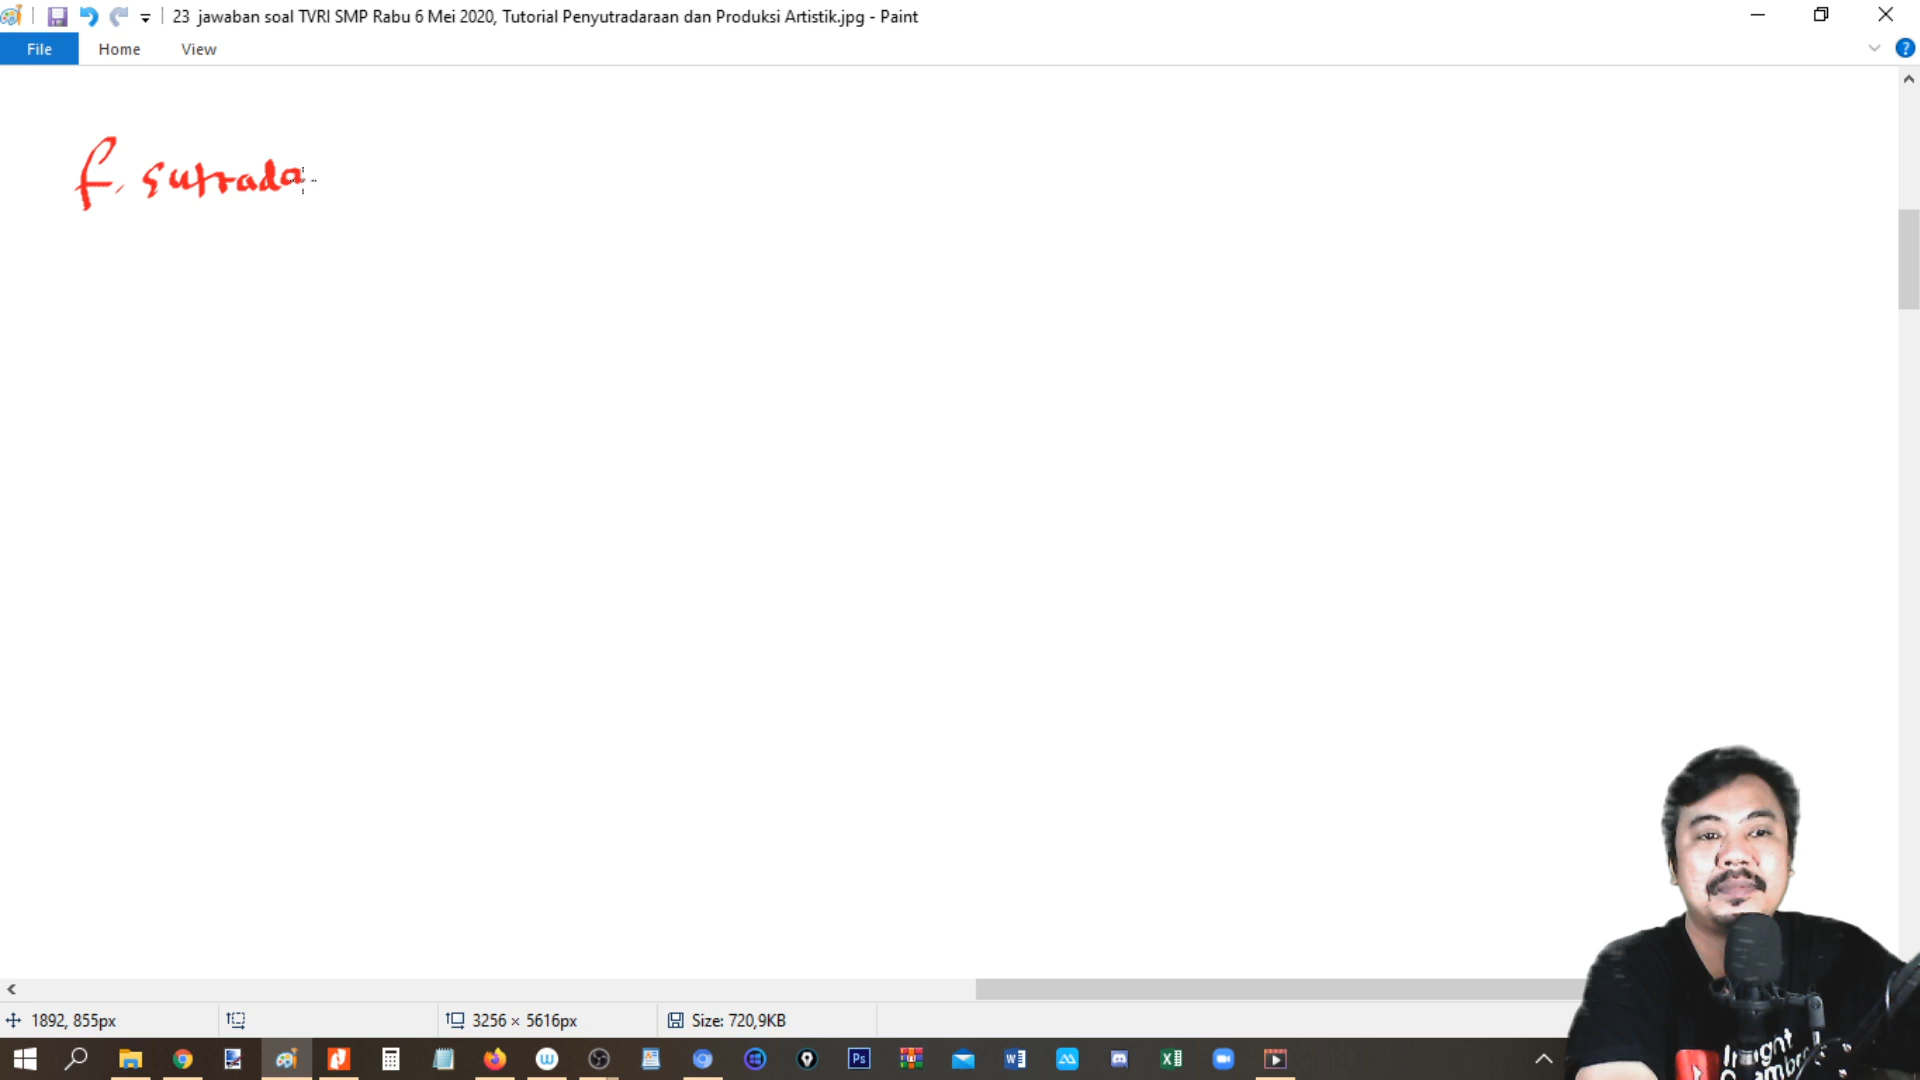 23 jawaban soal TVRI SMP Rabu 6 Mei 2020, Tutorial Penyutradaraan dan Produksi Artistik.jpg - Paint
File Home View
f. sutrada
1892, 855px 3256 × 5616px Size: 720,9KB